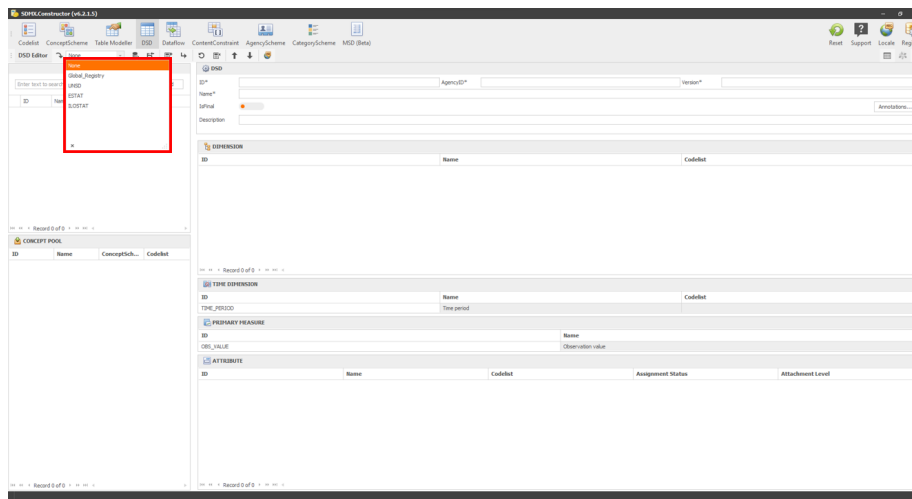 SDMX.Constructor (v6.2.1.5)
Codelist ConceptScheme Table Modeller DSD Dataflow ContentConstraint AgencyScheme CategoryScheme MSD (Beta) Reset Support Locale
DSD Editor None
None
Global_Registry
UNSD
ESTAT
ILOSTAT
x
Enter text to search
ID
DSD
ID* AgencyID* Version*
Name*
IsFinal
Annotations...
Description
DIMENSION
ID Name Codelist
Record 0 of 0
CONCEPT POOL
ID Name ConceptSch... Codelist
Record 0 of 0
TIME DIMENSION
ID Name Codelist
TIME_PERIOD Time period
PRIMARY MEASURE
ID Name
OBS_VALUE Observation value
ATTRIBUTE
ID Name Codelist Assignment Status Attachment Level
Record 0 of 0 Record 0 of 0